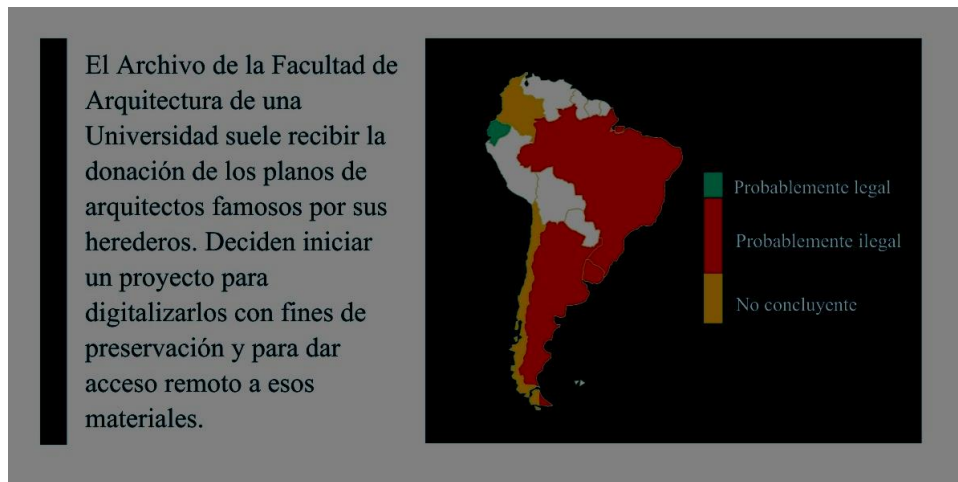 El Archivo de la Facultad de
Arquitectura de una
Universidad suele recibir la
donación de los planos de
arquitectos famosos por sus
herederos. Deciden iniciar
un proyecto para
digitalizarlos con fines de
preservación y para dar
acceso remoto a esos
materiales.
Probablemente legal
Probablemente ilegal
No concluyente